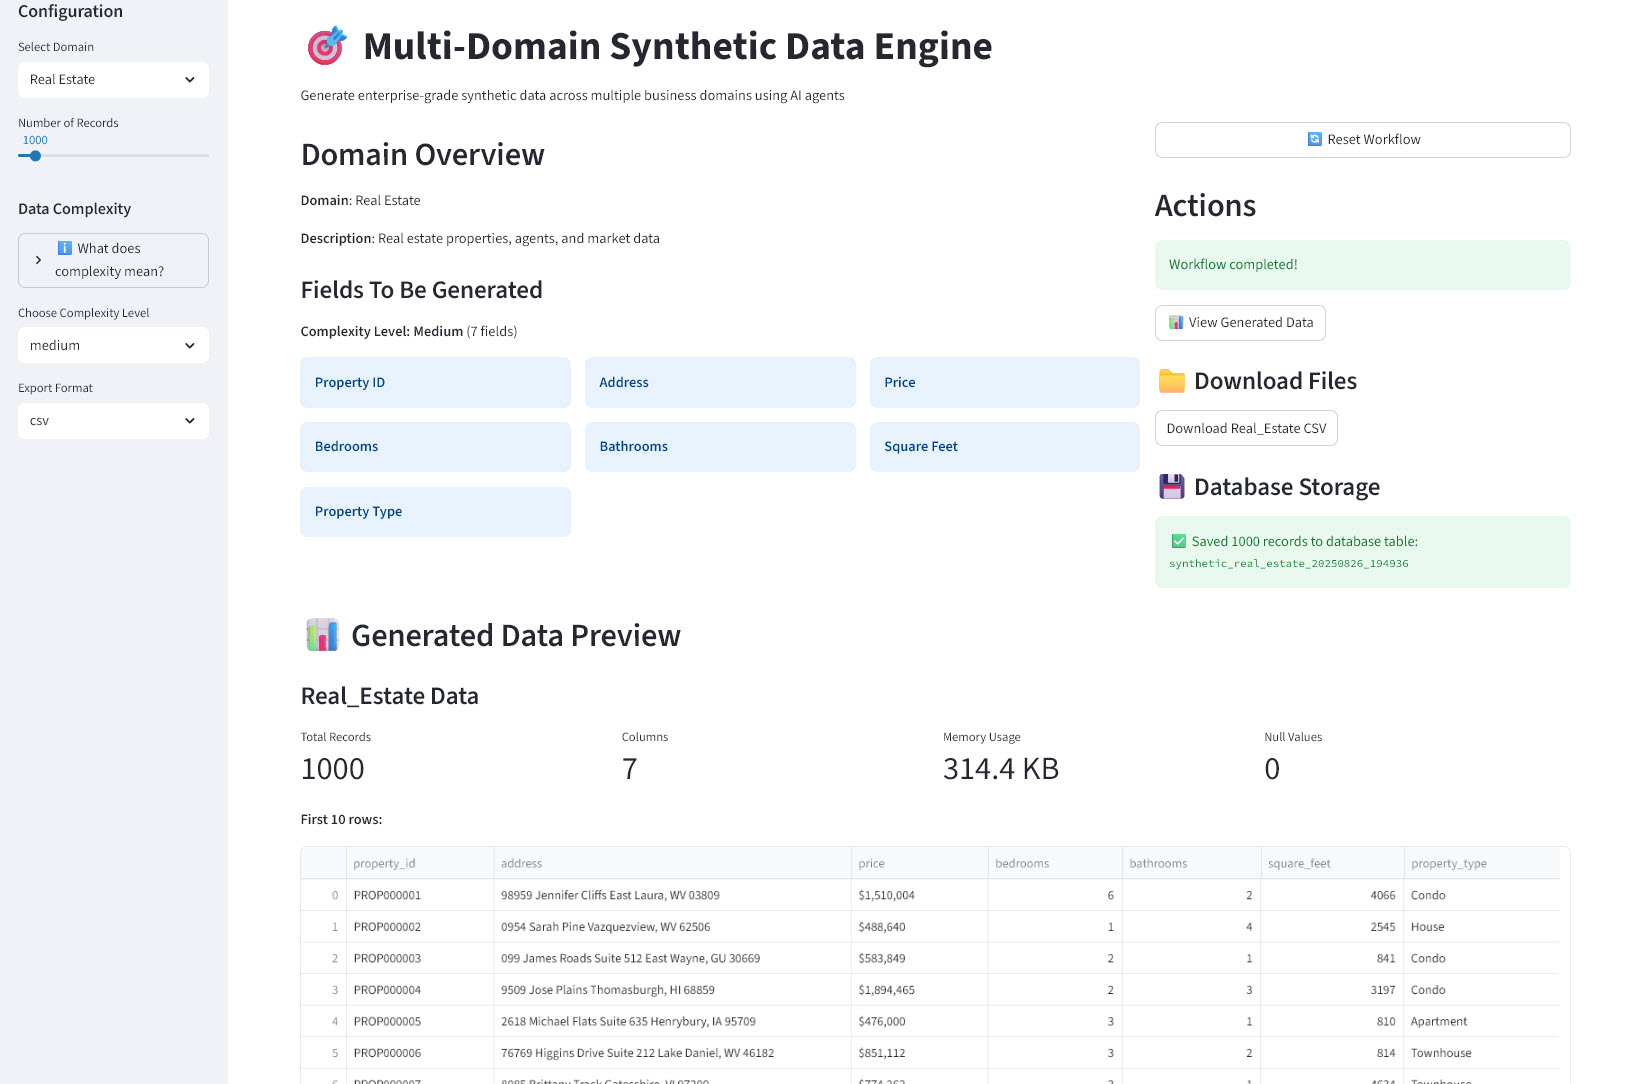 Configuration
Select Domain
Real Estate
Number of Records
1000
Data Complexity
What does
complexity mean?
Choose Complexity Level
medium
Export Format
csv
Multi-Domain Synthetic Data Engine
Generate enterprise-grade synthetic data across multiple business domains using AI agents
Domain Overview
Domain: Real Estate
Description: Real estate properties, agents, and market data
Fields To Be Generated
Complexity Level: Medium (7 fields)
Property ID Address Price
Bedrooms Bathrooms Square Feet
Property Type
Reset Workflow
Actions
Workflow completed!
View Generated Data
Download Files
Download Real_Estate CSV
Database Storage
Saved 1000 records to database table:
synthetic_real_estate_20250826_194936
Generated Data Preview
Real_Estate Data
Total Records Columns Memory Usage Null Values
1000 7 314.4 KB 0
First 10 rows:
property_id address price bedrooms bathrooms square_feet property_type
0 PROP000001 98959 Jennifer Cliffs East Laura, WV 03809 $1,510,004 6 2 4066 Condo
1 PROP000002 0954 Sarah Pine Vazquezview, WV 62506 $488,640 1 4 2545 House
2 PROP000003 099 James Roads Suite 512 East Wayne, GU 30669 $583,849 2 1 841 Condo
3 PROP000004 9509 Jose Plains Thomasburgh, HI 68859 $1,894,465 2 3 3197 Condo
4 PROP000005 2618 Michael Flats Suite 635 Henrybury, IA 95709 $476,000 3 1 810 Apartment
5 PROP000006 76769 Higgins Drive Suite 212 Lake Daniel, WV 46182 $851,112 3 2 814 Townhouse